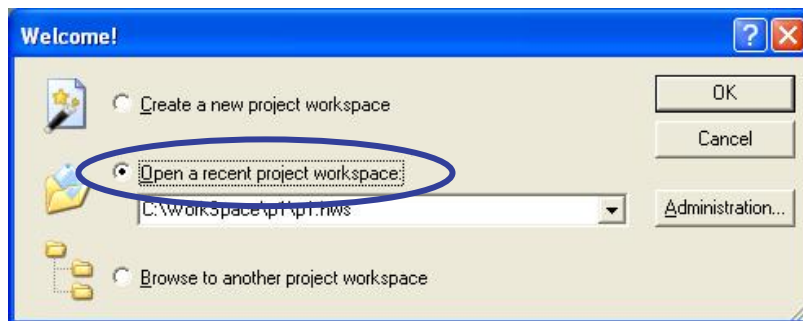 Welcome!
Create a new project workspace
OK
Cancel
Open a recent project workspace:
C:\WorkSpace\p1\p1.hws
Administration...
Browse to another project workspace